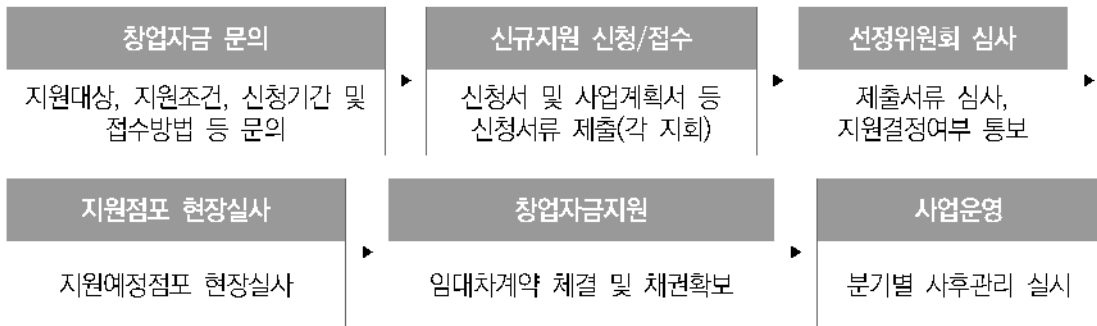 창업자금 문의
지원대상, 지원조건, 신청기간 및
접수방법 등 문의
신규지원 신청/접수
신청서 및 사업계획서 등
신청서류 제출(각 지회)
선정위원회 심사
제출서류 심사,
지원결정여부 통보
지원점포 현장실사
지원예정점포 현장실사
창업자금지원
임대차계약 체결 및 채권확보
사업운영
분기별 사후관리 실시